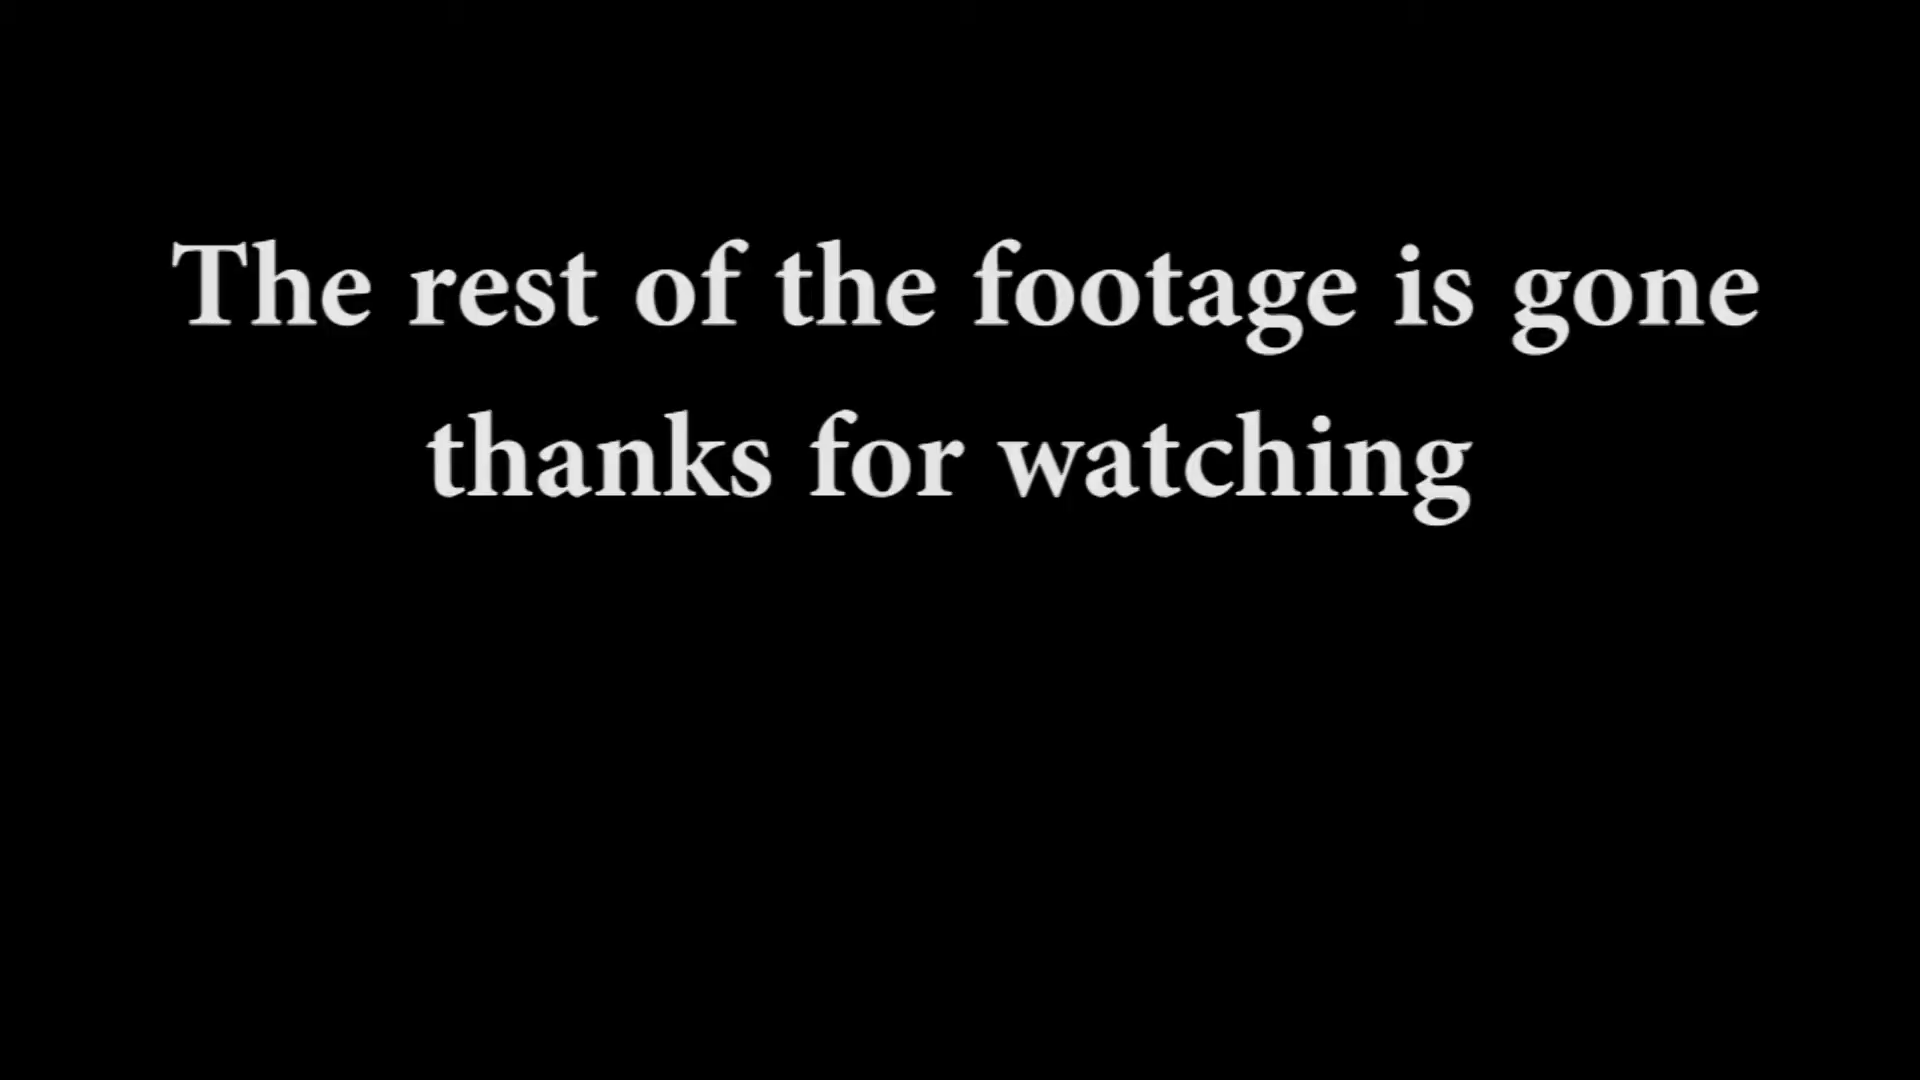 The rest of the footage is gone
thanks for watching